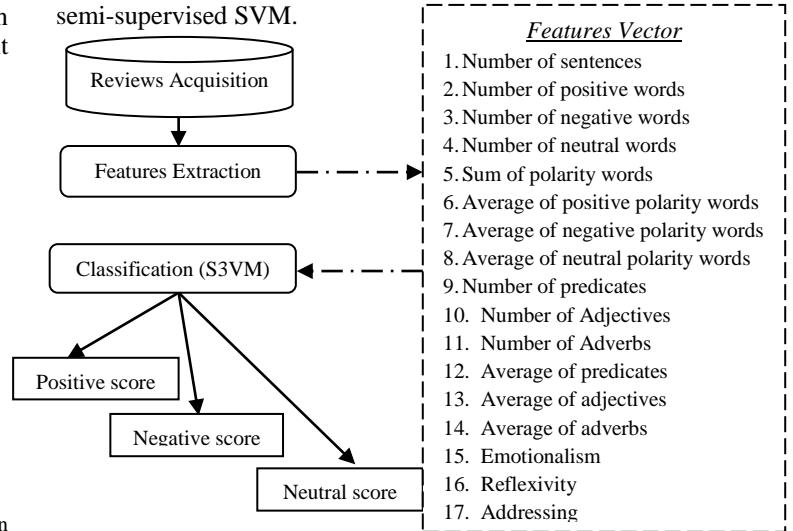 semi-supervised SVM.
Reviews Acquisition
Features Extraction
Classification (S3VM)
Positive score
Negative score
Neutral score
Features Vector
1. Number of sentences
2. Number of positive words
3. Number of negative words
4. Number of neutral words
5. Sum of polarity words
6. Average of positive polarity words
7. Average of negative polarity words
8. Average of neutral polarity words
9. Number of predicates
10. Number of Adjectives
11. Number of Adverbs
12. Average of predicates
13. Average of adjectives
14. Average of adverbs
15. Emotionalism
16. Reflexivity
17. Addressing